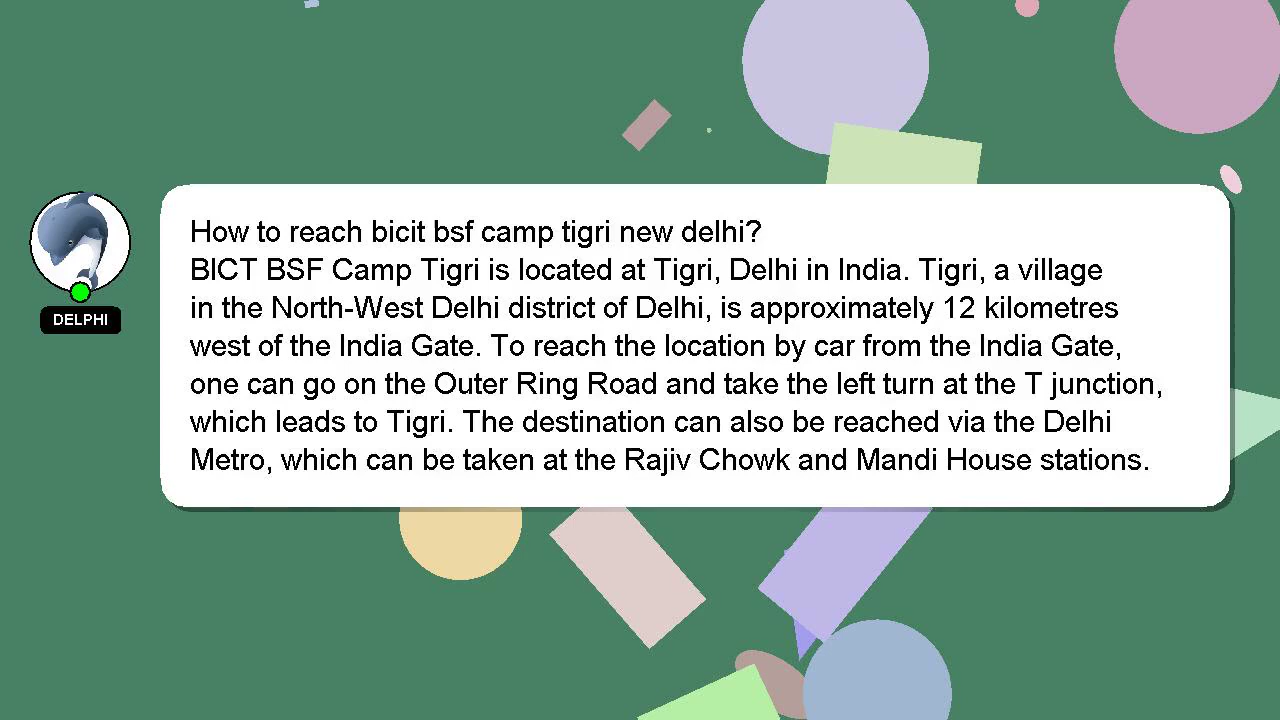 How to reach bicit bsf camp tigri new delhi?
BICT BSF Camp Tigri is located at Tigri, Delhi in India. Tigri, a village
in the North-West Delhi district of Delhi, is approximately 12 kilometres
west of the India Gate. To reach the location by car from the India Gate,
one can go on the Outer Ring Road and take the left turn at the T junction,
which leads to Tigri. The destination can also be reached via the Delhi
Metro, which can be taken at the Rajiv Chowk and Mandi House stations.
DELPHI